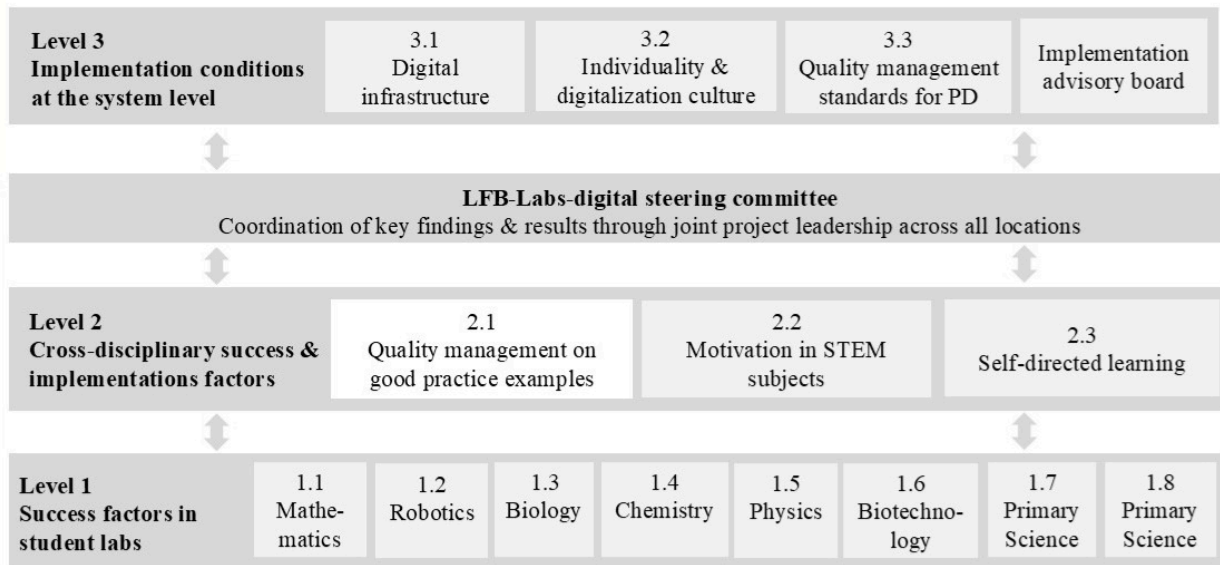 Level 3
Implementation conditions
at the system level
3.1
Digital
infrastructure
3.2
Individuality &
digitalization culture
3.3
Quality management
standards for PD
Implementation
advisory board
LFB-Labs-digital steering committee
Coordination of key findings & results through joint project leadership across all locations
Level 2
Cross-disciplinary success &
implementations factors
2.1
Quality management on
good practice examples
2.2
Motivation in STEM
subjects
2.3
Self-directed learning
Level 1
Success factors in
student labs
1.1
Mathe-
matics
1.2
Robotics
1.3
Biology
1.4
Chemistry
1.5
Physics
1.6
Biotechno-
logy
1.7
Primary
Science
1.8
Primary
Science